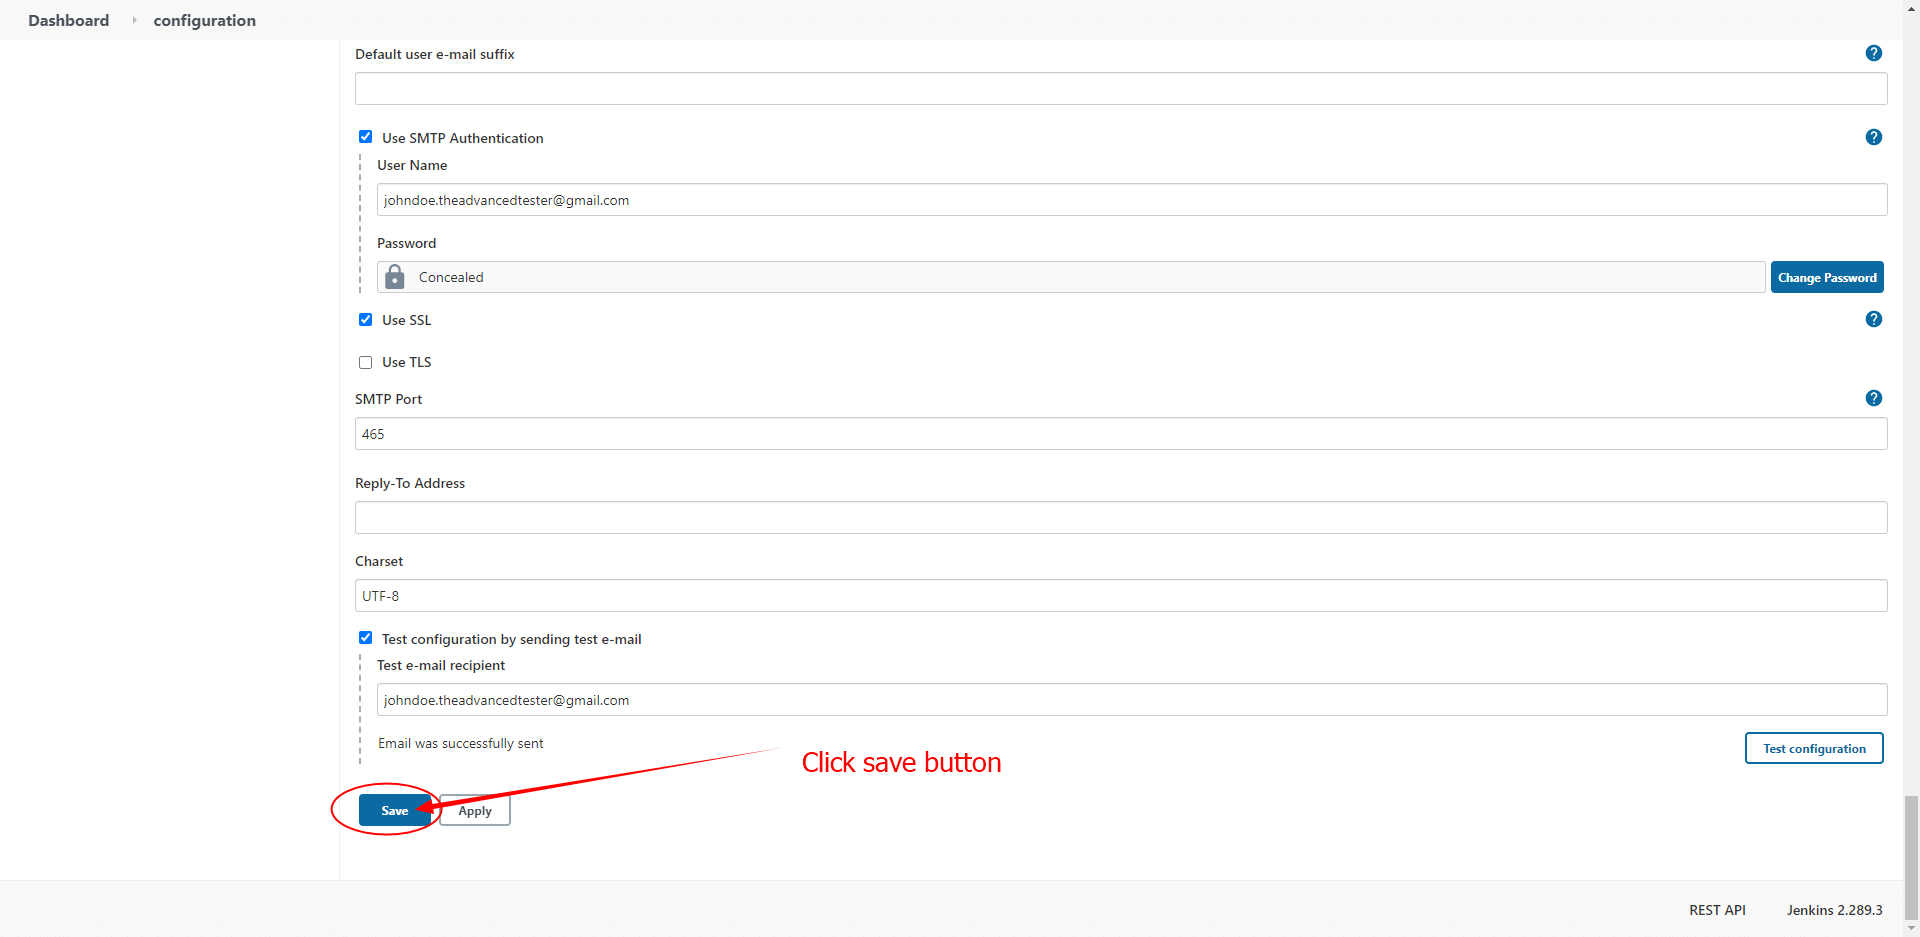 Dashboard configuration
Default user e-mail suffix
?
Use SMTP Authentication
?
User Name
johndoe.theadvancedtester@gmail.com
Password
Concealed
Change Password
Use SSL
?
Use TLS
SMTP Port
?
465
Reply-To Address
Charset
UTF-8
Test configuration by sending test e-mail
Test e-mail recipient
johndoe.theadvancedtester@gmail.com
Email was successfully sent
Test configuration
Click save button
Save
Apply
REST API
Jenkins 2.289.3